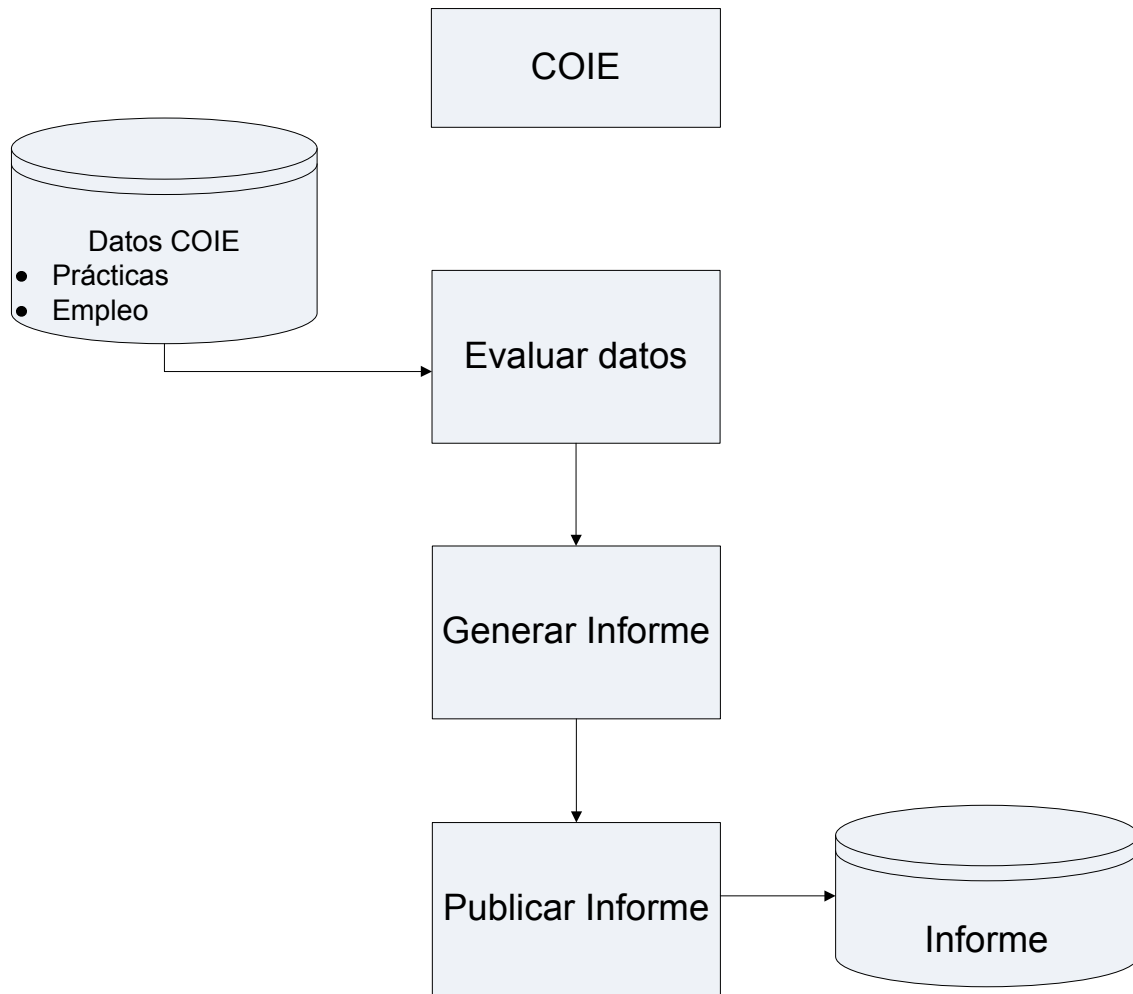 COIE
Datos COIE
• Prácticas
• Empleo
Evaluar datos
Generar Informe
Publicar Informe
Informe